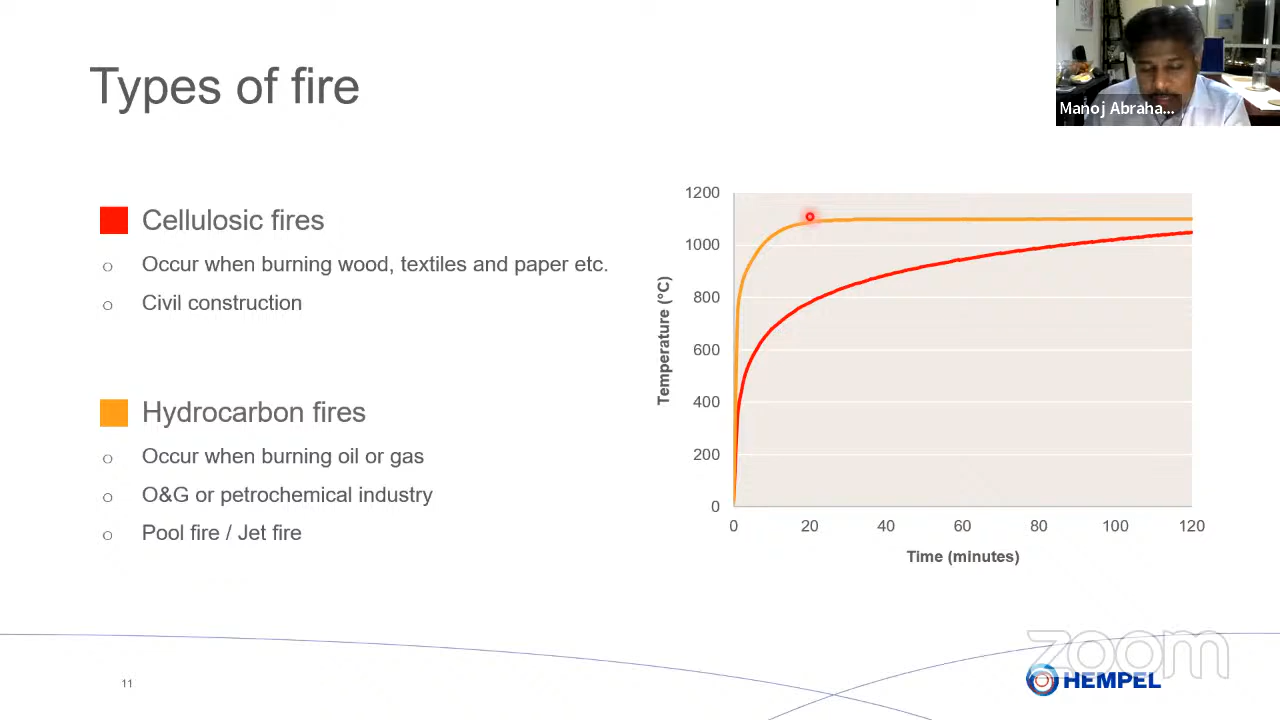 Types of fire
Manoj Abraha...
Cellulosic fires
Occur when burning wood, textiles and paper etc.
Civil construction
Hydrocarbon fires
Occur when burning oil or gas
O&G or petrochemical industry
Pool fire / Jet fire
1200
1000
800
600
400
200
0
Temperature (°C)
0 20 40 60 80 100 120
Time (minutes)
11
zoom
HEMPEL